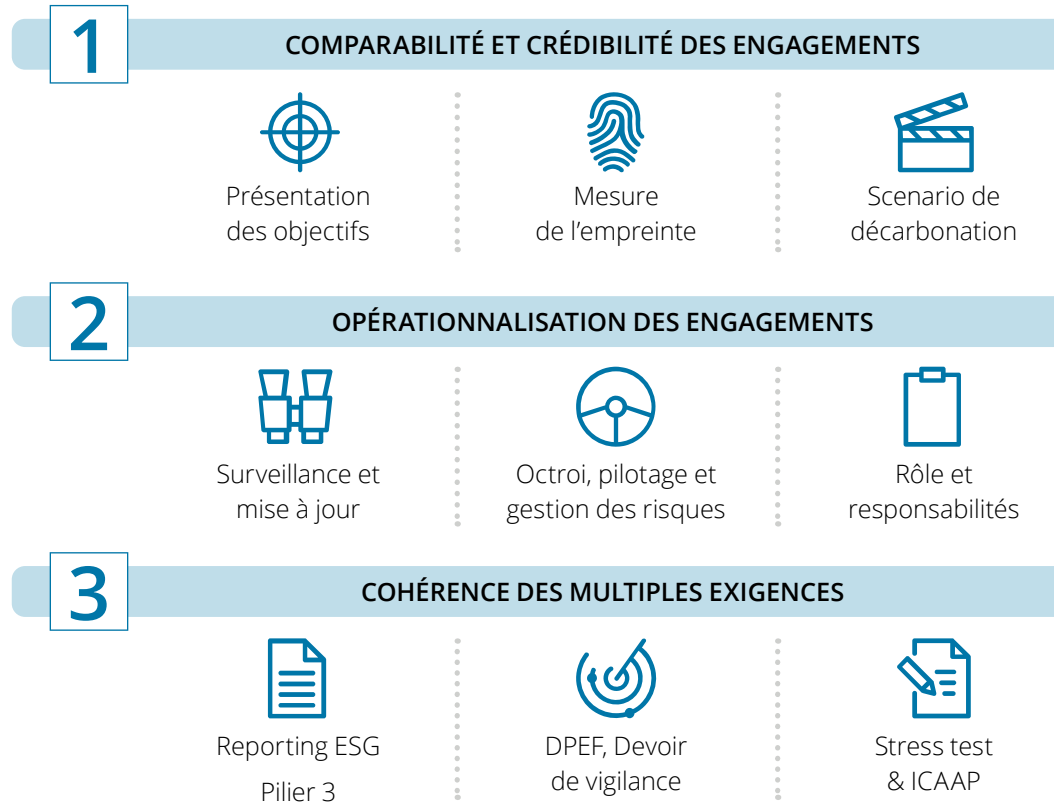 1
COMPARABILITÉ ET CRÉDIBILITÉ DES ENGAGEMENTS
Présentation
des objectifs
Mesure
de l’empreinte
Scenario de
décarbonation
2
OPÉRATIONNALISATION DES ENGAGEMENTS
Surveillance et
mise à jour
Octroi, pilotage et
gestion des risques
Rôle et
responsabilités
3
COHÉRENCE DES MULTIPLES EXIGENCES
Reporting ESG
Pilier 3
DPEF, Devoir
de vigilance
Stress test
& ICAAP